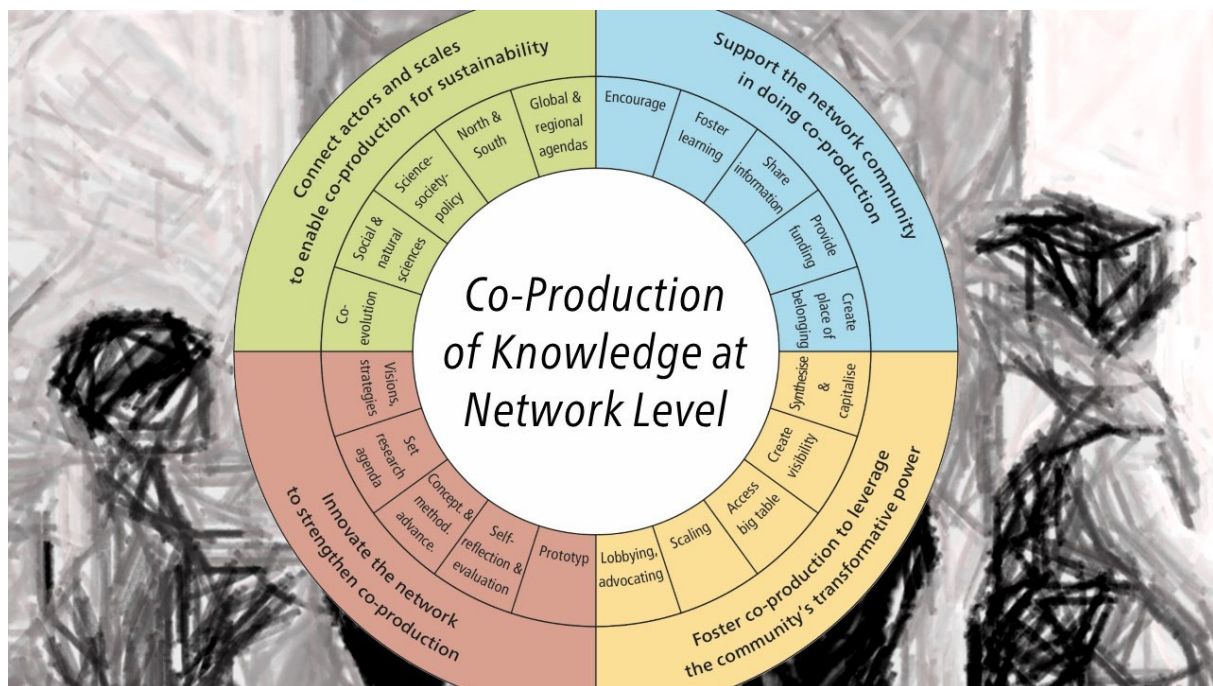 Co-Production
of Knowledge at
Network Level
Connect actors and scales
to enable co-production for sustainability
Co-
evolution
Social &
natural
sciences
Science-
society-
policy
North &
South
Global &
regional
agendas
Support the network community
in doing co-production
Encourage
Foster
learning
Share
information
Provide
funding
Create
place of
belonging
Foster co-production to leverage
the community's transformative power
Synthesise
&
capitalise
Create
visibility
Access
big table
Scaling
Lobbying,
advocating
Innovate the network
to strengthen co-production
Prototyp
Self-
reflection &
evaluation
Concept &
method.
advance.
Set
research
agenda
Visions,
strategies